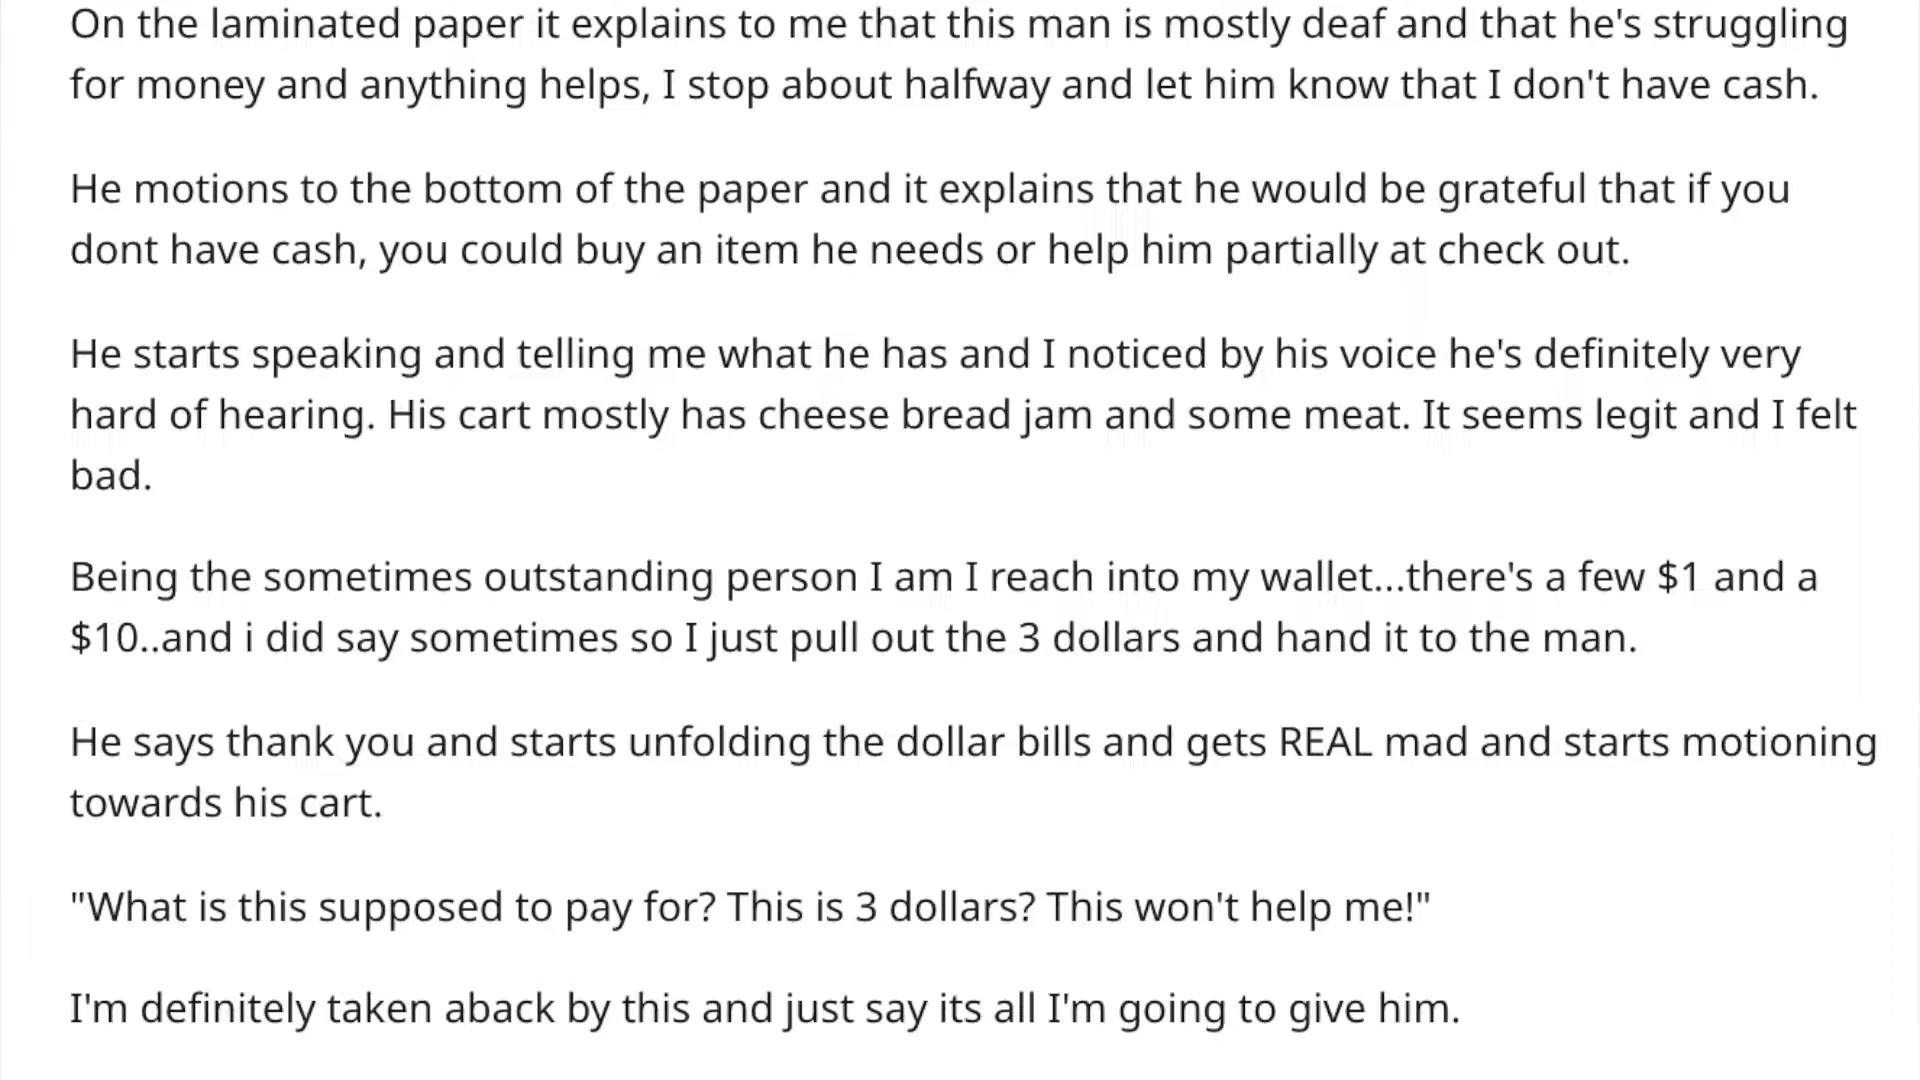 On the laminated paper it explains to me that this man is mostly deaf and that he's struggling
for money and anything helps, I stop about halfway and let him know that I don't have cash.
He motions to the bottom of the paper and it explains that he would be grateful that if you
dont have cash, you could buy an item he needs or help him partially at check out.
He starts speaking and telling me what he has and I noticed by his voice he's definitely very
hard of hearing. His cart mostly has cheese bread jam and some meat. It seems legit and I felt
bad.
Being the sometimes outstanding person I am I reach into my wallet...there's a few $1 and a
$10..and i did say sometimes so I just pull out the 3 dollars and hand it to the man.
He says thank you and starts unfolding the dollar bills and gets REAL mad and starts motioning
towards his cart.
"What is this supposed to pay for? This is 3 dollars? This won't help me!"
I'm definitely taken aback by this and just say its all I'm going to give him.